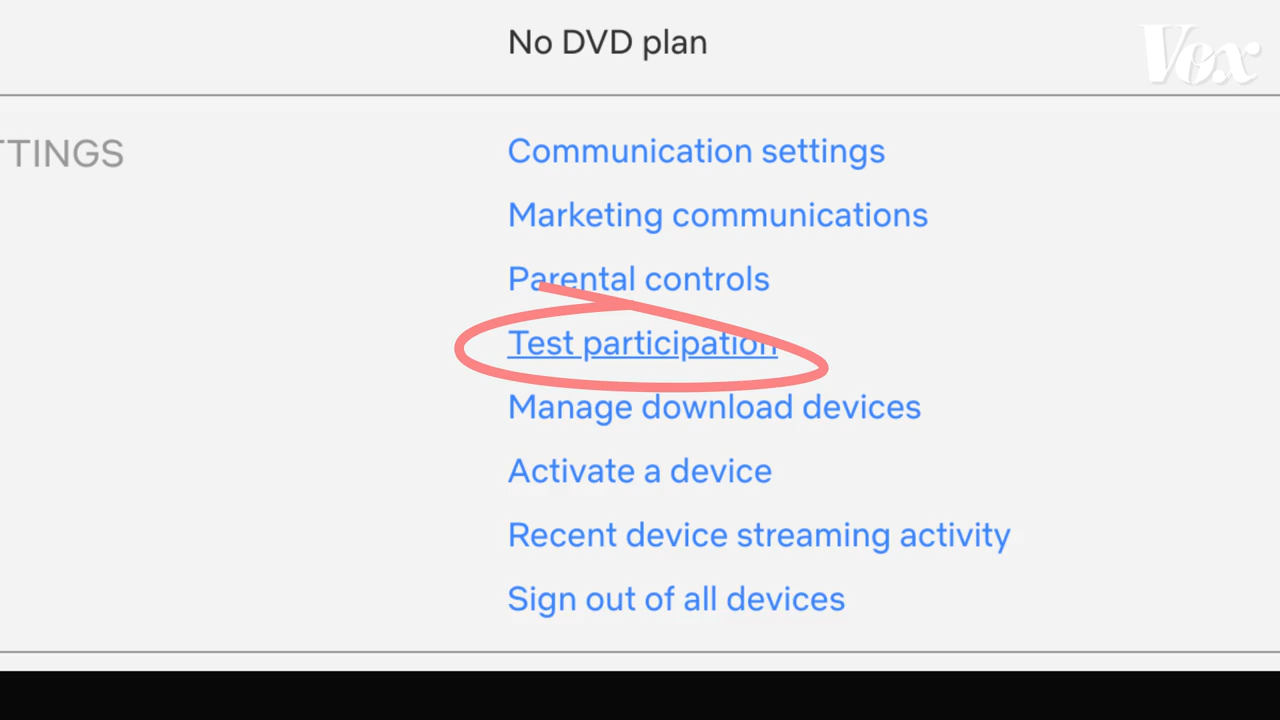 No DVD plan
Vox
TTINGS
Communication settings
Marketing communications
Parental controls
Test participation
Manage download devices
Activate a device
Recent device streaming activity
Sign out of all devices